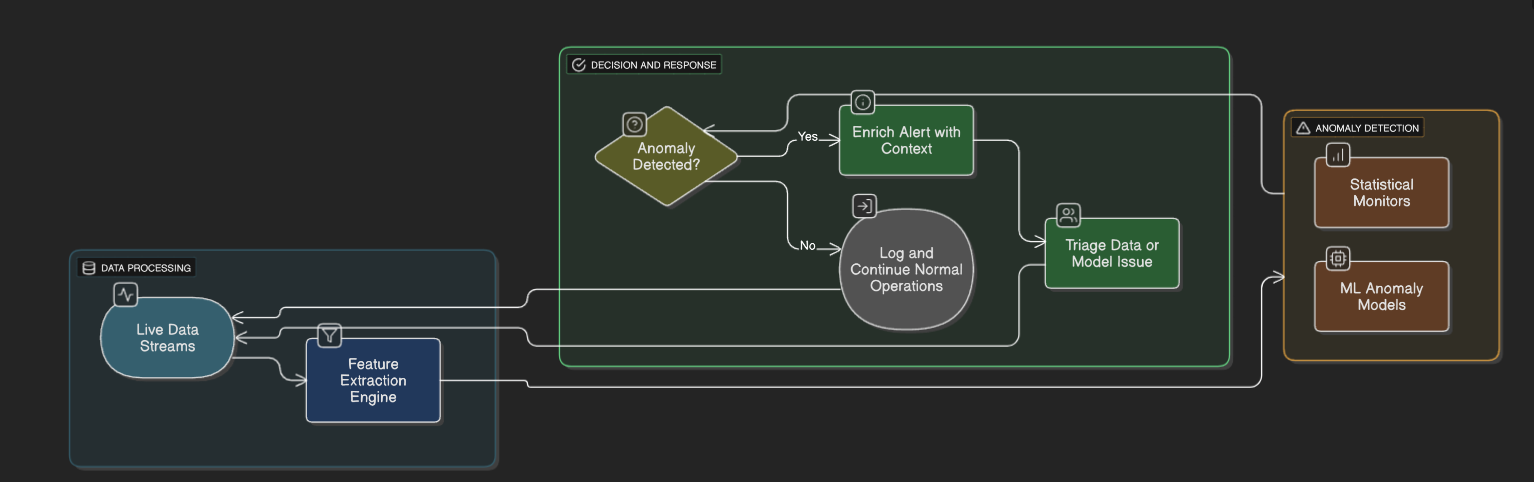 DECISION AND RESPONSE
Anomaly
Detected?
Yes
No
Enrich Alert with
Context
Log and
Continue Normal
Operations
Triage Data or
Model Issue
ANOMALY DETECTION
Statistical
Monitors
ML Anomaly
Models
DATA PROCESSING
Live Data
Streams
Feature
Extraction
Engine